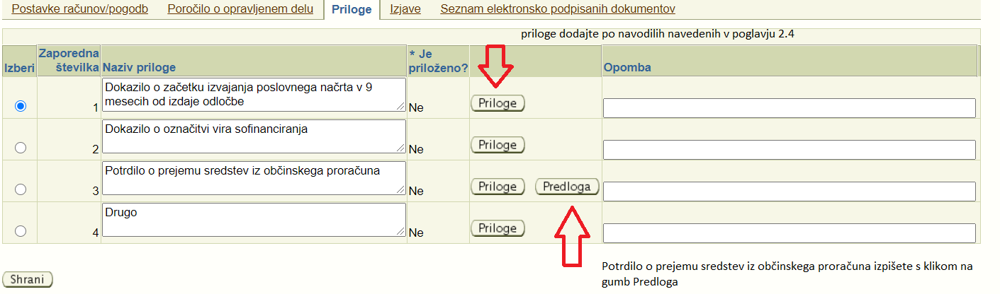 Postavke računov/pogodb Poročilo o opravljenem delu Priloge Izjave Seznam elektronsko podpisanih dokumentov
priloge dodajte po navodilih navedenih v poglavju 2.4
Izberi Zaporedna številka Naziv priloge * Je priloženo? Opomba
1 Dokazilo o začetku izvajanja poslovnega načrta v 9
mesecih od izdaje odločbe Ne Priloge
2 Dokazilo o označitvi vira sofinanciranja Ne Priloge
3 Potrdilo o prejemu sredstev iz občinskega proračuna Ne Priloge Predloga
4 Drugo Ne Priloge
Potrdilo o prejemu sredstev iz občinskega proračuna izpišete s klikom na
gumb Predloga
Shrani